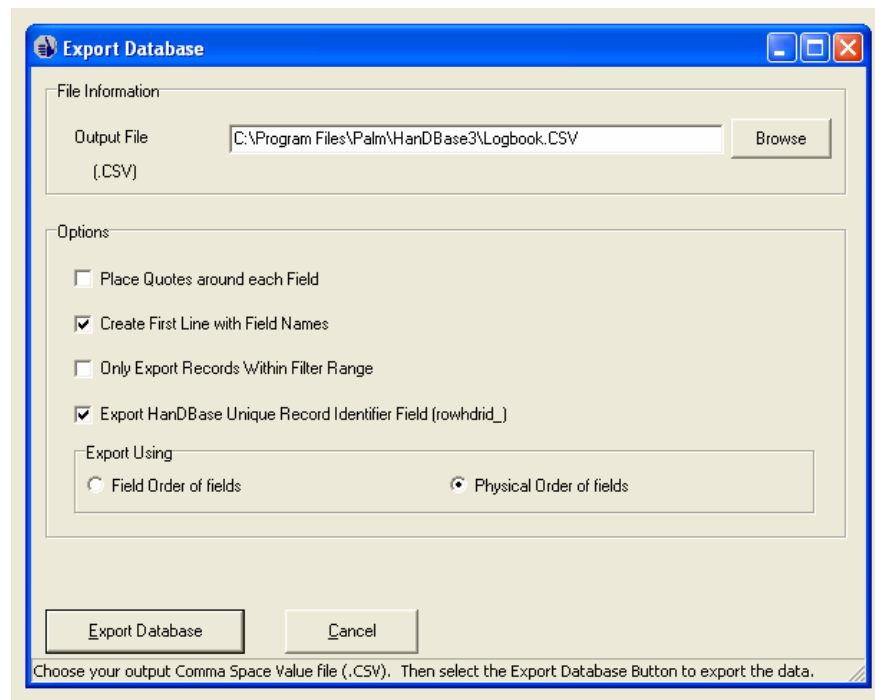 Export Database
File Information
Output File
(.CSV)
C:\Program Files\Palm\HanDBase3\Logbook.CSV
Browse
Options
Place Quotes around each Field
Create First Line with Field Names
Only Export Records Within Filter Range
Export HanDBase Unique Record Identifier Field (rowhdrid_)
Export Using
Field Order of fields
Physical Order of fields
Export Database
Cancel
Choose your output Comma Space Value file (.CSV). Then select the Export Database Button to export the data.